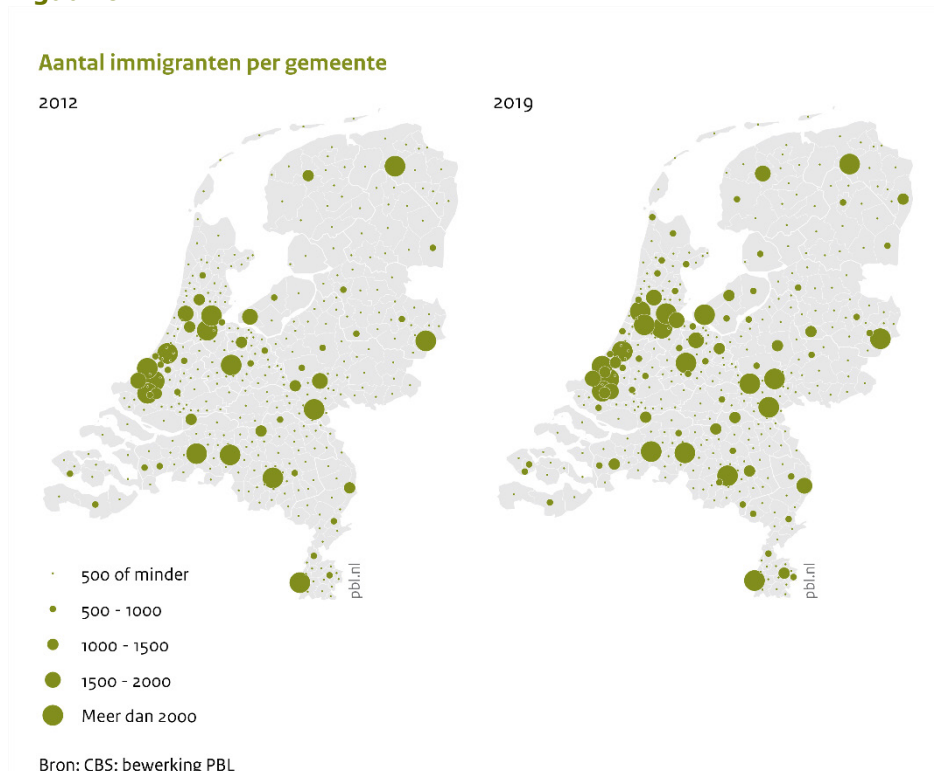 Aantal immigranten per gemeente
2012
2019
500 of minder
500 - 1000
1000 - 1500
1500 - 2000
Meer dan 2000
pbl.nl
pbl.nl
Bron: CBS; bewerking PBL